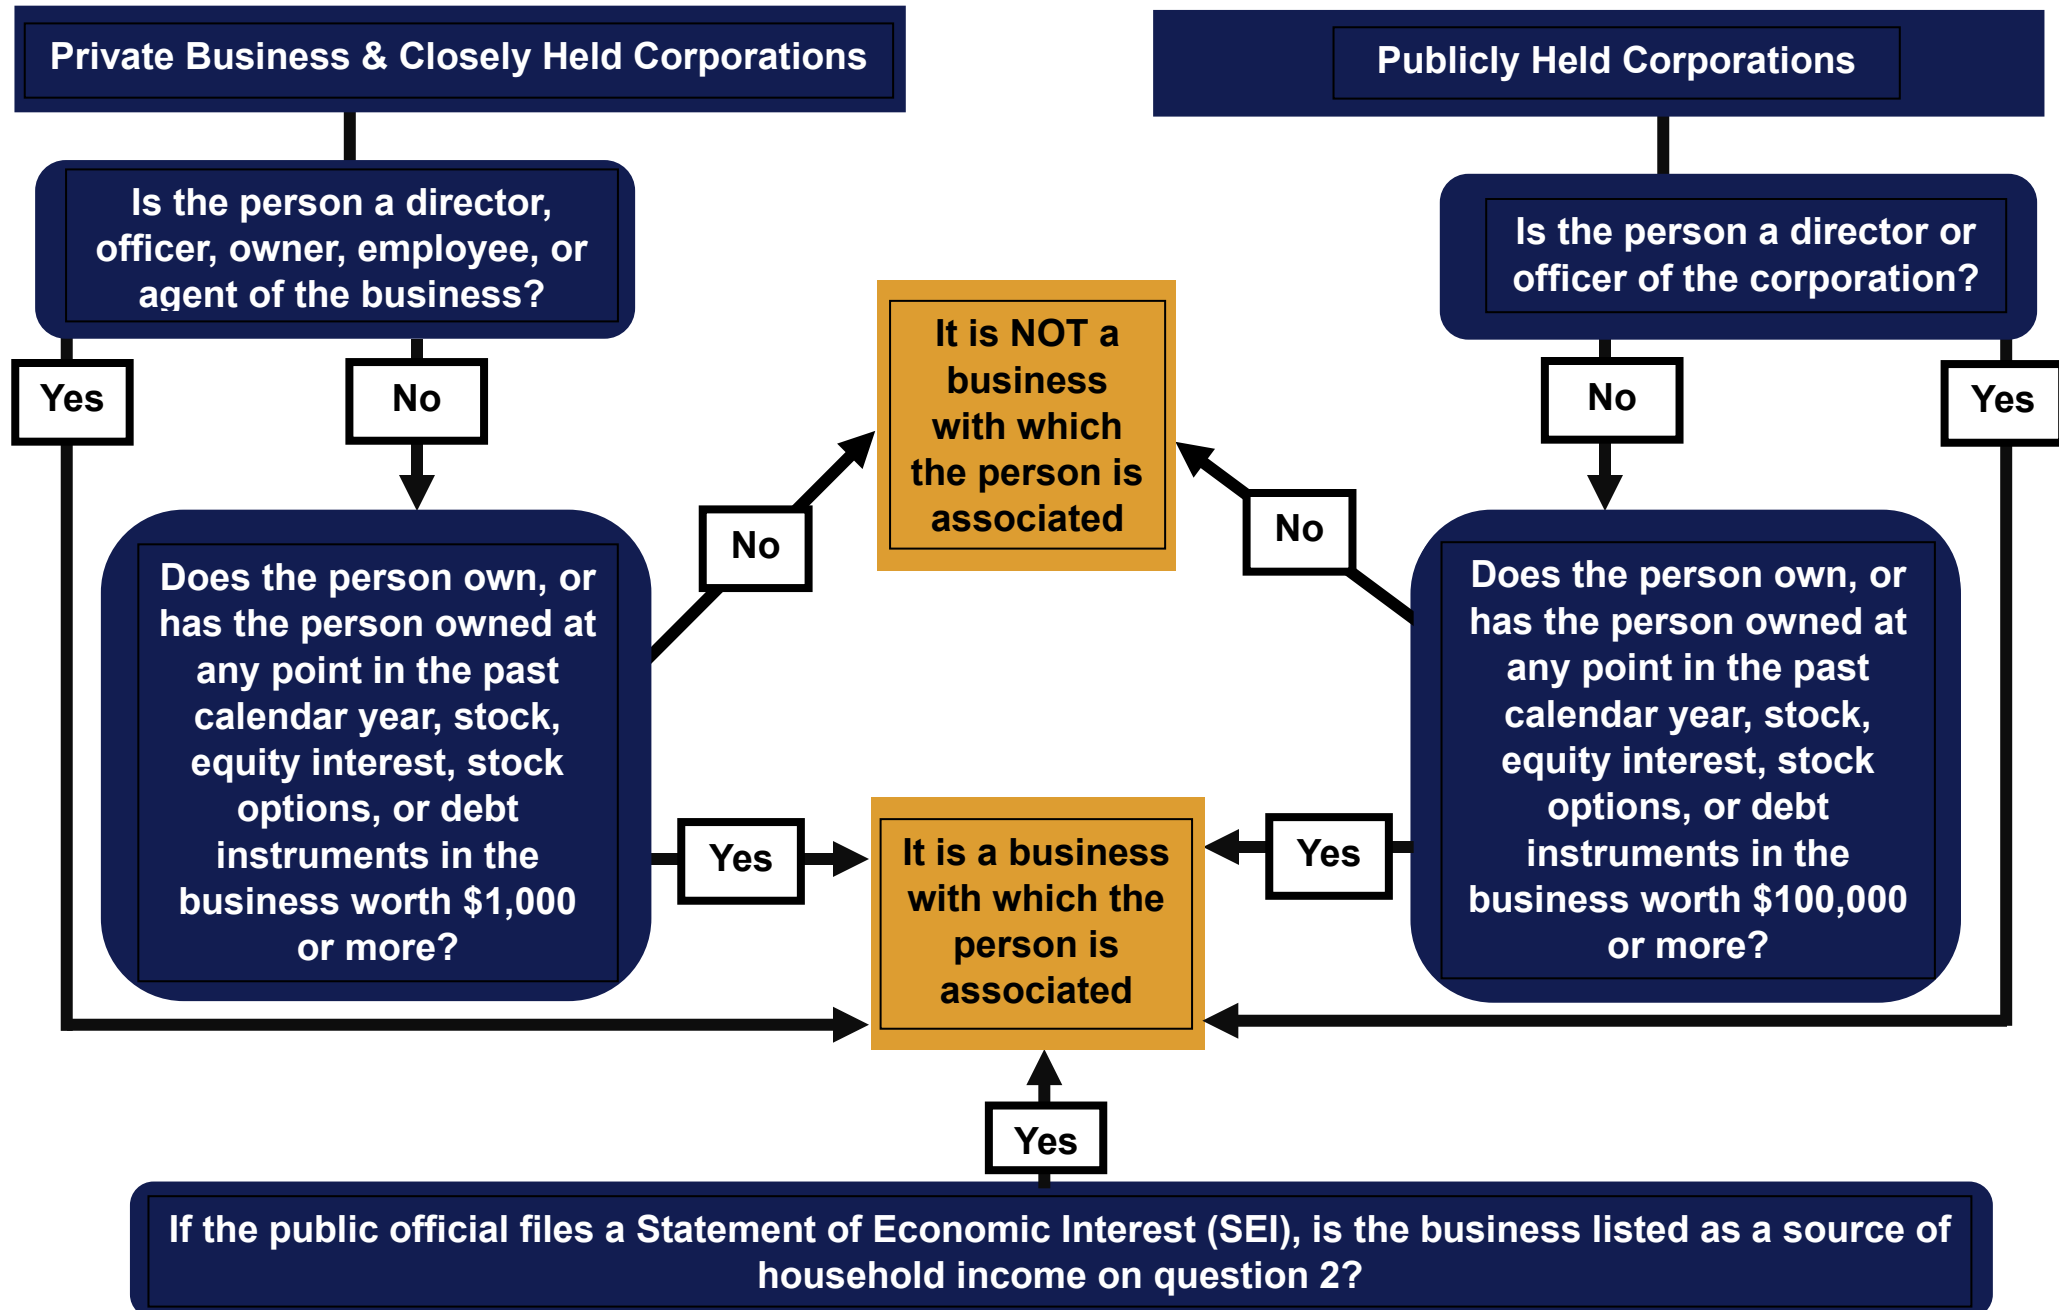 Private Business & Closely Held Corporations
Publicly Held Corporations
Is the person a director,
officer, owner, employee, or
agent of the business?
Is the person a director or
officer of the corporation?
Yes
No
No
Yes
It is NOT a
business
with which
the person is
associated
No
No
Does the person own, or
has the person owned at
any point in the past
calendar year, stock,
equity interest, stock
options, or debt
instruments in the
business worth $1,000
or more?
Does the person own, or
has the person owned at
any point in the past
calendar year, stock,
equity interest, stock
options, or debt
instruments in the
business worth $100,000
or more?
Yes
Yes
It is a business
with which the
person is
associated
Yes
If the public official files a Statement of Economic Interest (SEI), is the business listed as a source of
household income on question 2?